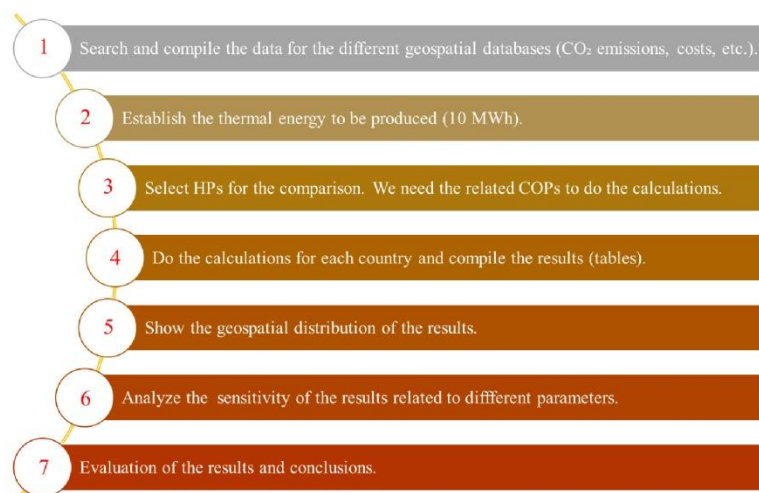 1 Search and compile the data for the different geospatial databases (CO₂ emissions, costs, etc.).
2 Establish the thermal energy to be produced (10 MWh).
3 Select HPs for the comparison. We need the related COPs to do the calculations.
4 Do the calculations for each country and compile the results (tables).
5 Show the geospatial distribution of the results.
6 Analyze the sensitivity of the results related to diffferent parameters.
7 Evaluation of the results and conclusions.